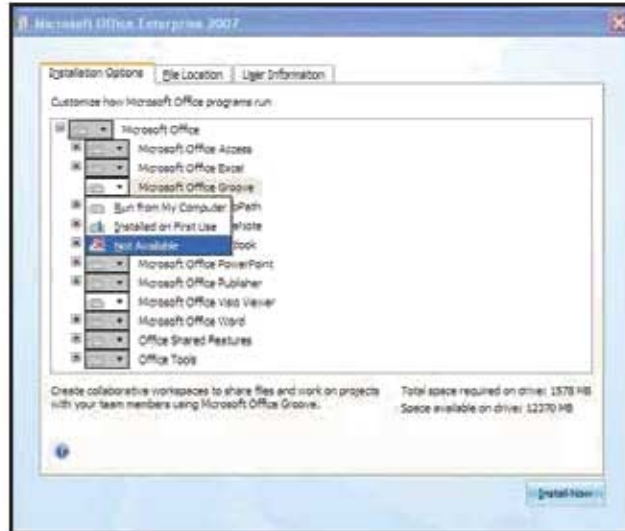 Microsoft Office Enterprise 2007
Installation Options File Location User Information
Customize how Microsoft Office programs run
Microsoft Office
Microsoft Office Access
Microsoft Office Excel
Microsoft Office Groove
Run from My Computer oPath
Installed on First Use eNote
Not Available look
Microsoft Office PowerPoint
Microsoft Office Publisher
Microsoft Office Visio Viewer
Microsoft Office Word
Office Shared Features
Office Tools
Create collaborative workspaces to share files and work on projects
with your team members using Microsoft Office Groove.
Total space required on drive: 1578 MB
Space available on drive: 12370 MB
Install Now